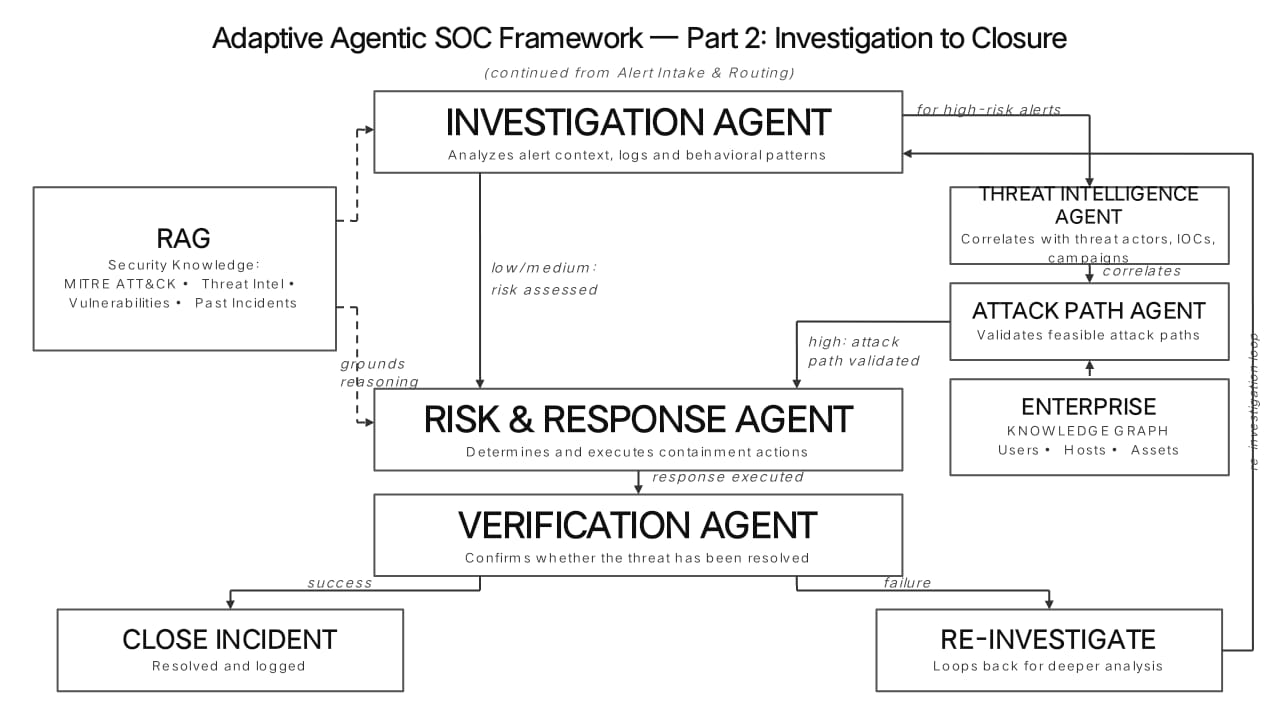 Adaptive Agentic SOC Framework — Part 2: Investigation to Closure
(continued from Alert Intake & Routing)
INVESTIGATION AGENT
Analyzes alert context, logs and behavioral patterns
for high-risk alerts
RAG
Security Knowledge:
MITRE ATT&CK • Threat Intel •
Vulnerabilities • Past Incidents
THREAT INTELLIGENCE
AGENT
Correlates with threat actors, IOCs,
campaigns
low/medium:
risk assessed
correlates
ATTACK PATH AGENT
Validates feasible attack paths
high: attack
path validated
grounds
reasoning
ENTERPRISE
KNOWLEDGE GRAPH
Users • Hosts • Assets
re-investigation loop
RISK & RESPONSE AGENT
Determines and executes containment actions
response executed
VERIFICATION AGENT
Confirms whether the threat has been resolved
success
failure
CLOSE INCIDENT
Resolved and logged
RE-INVESTIGATE
Loops back for deeper analysis